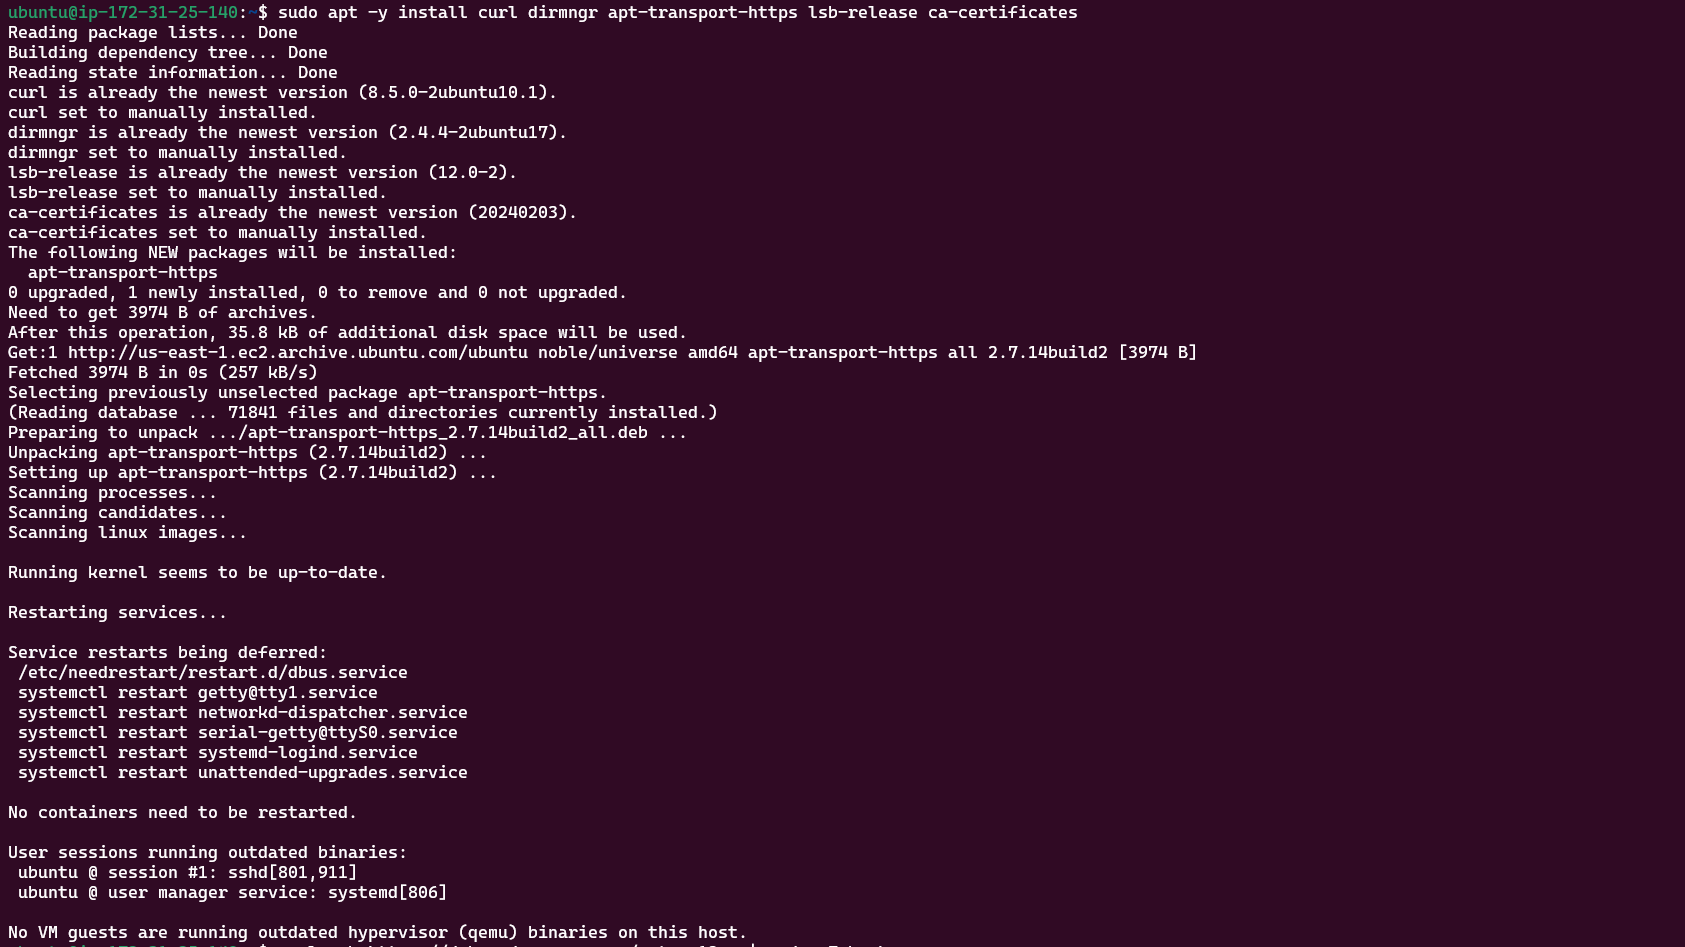 ubuntu@ip-172-31-25-140:~$ sudo apt -y install curl dirmngr apt-transport-https lsb-release ca-certificates
Reading package lists... Done
Building dependency tree... Done
Reading state information... Done
curl is already the newest version (8.5.0-2ubuntu10.1).
curl set to manually installed.
dirmngr is already the newest version (2.4.4-2ubuntu17).
dirmngr set to manually installed.
lsb-release is already the newest version (12.0-2).
lsb-release set to manually installed.
ca-certificates is already the newest version (20240203).
ca-certificates set to manually installed.
The following NEW packages will be installed:
  apt-transport-https
0 upgraded, 1 newly installed, 0 to remove and 0 not upgraded.
Need to get 3974 B of archives.
After this operation, 35.8 kB of additional disk space will be used.
Get:1 http://us-east-1.ec2.archive.ubuntu.com/ubuntu noble/universe amd64 apt-transport-https all 2.7.14build2 [3974 B]
Fetched 3974 B in 0s (257 kB/s)
Selecting previously unselected package apt-transport-https.
(Reading database ... 71841 files and directories currently installed.)
Preparing to unpack .../apt-transport-https_2.7.14build2_all.deb ...
Unpacking apt-transport-https (2.7.14build2) ...
Setting up apt-transport-https (2.7.14build2) ...
Scanning processes...
Scanning candidates...
Scanning linux images...

Running kernel seems to be up-to-date.

Restarting services...

Service restarts being deferred:
 /etc/needrestart/restart.d/dbus.service
 systemctl restart getty@tty1.service
 systemctl restart networkd-dispatcher.service
 systemctl restart serial-getty@ttyS0.service
 systemctl restart systemd-logind.service
 systemctl restart unattended-upgrades.service

No containers need to be restarted.

User sessions running outdated binaries:
 ubuntu @ session #1: sshd[801,911]
 ubuntu @ user manager service: systemd[806]

No VM guests are running outdated hypervisor (qemu) binaries on this host.